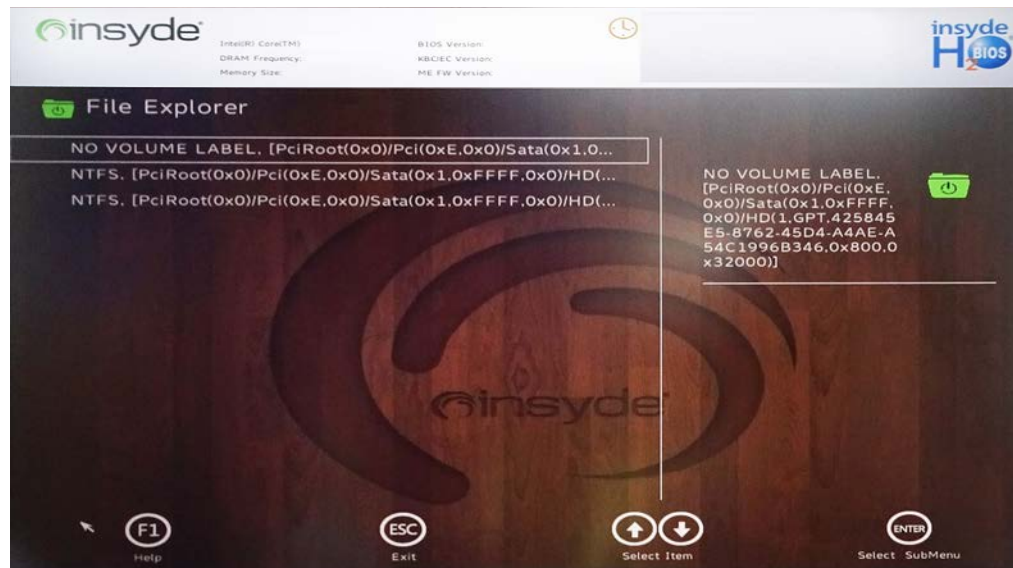 insyde
Intel(R) Core(TM)
DRAM Frequency:
Memory Size:
BIOS Version:
KBC/EC Version:
ME FW Version:
insyde
H2O BIOS
File Explorer
NO VOLUME LABEL, [PciRoot(0x0)/Pci(0xE,0x0)/Sata(0x1,0...
NTFS, [PciRoot(0x0)/Pci(0xE,0x0)/Sata(0x1,0xFFFF,0x0)/HD(...
NTFS, [PciRoot(0x0)/Pci(0xE,0x0)/Sata(0x1,0xFFFF,0x0)/HD(...
NO VOLUME LABEL,
[PciRoot(0x0)/Pci(0xE,
0x0)/Sata(0x1,0xFFFF,
0x0)/HD(1,GPT,425845
E5-8762-45D4-A4AE-A
54C1996B346,0x800,0
x32000)]
insyde
F1
Help
ESC
Exit
Select Item
ENTER
Select SubMenu